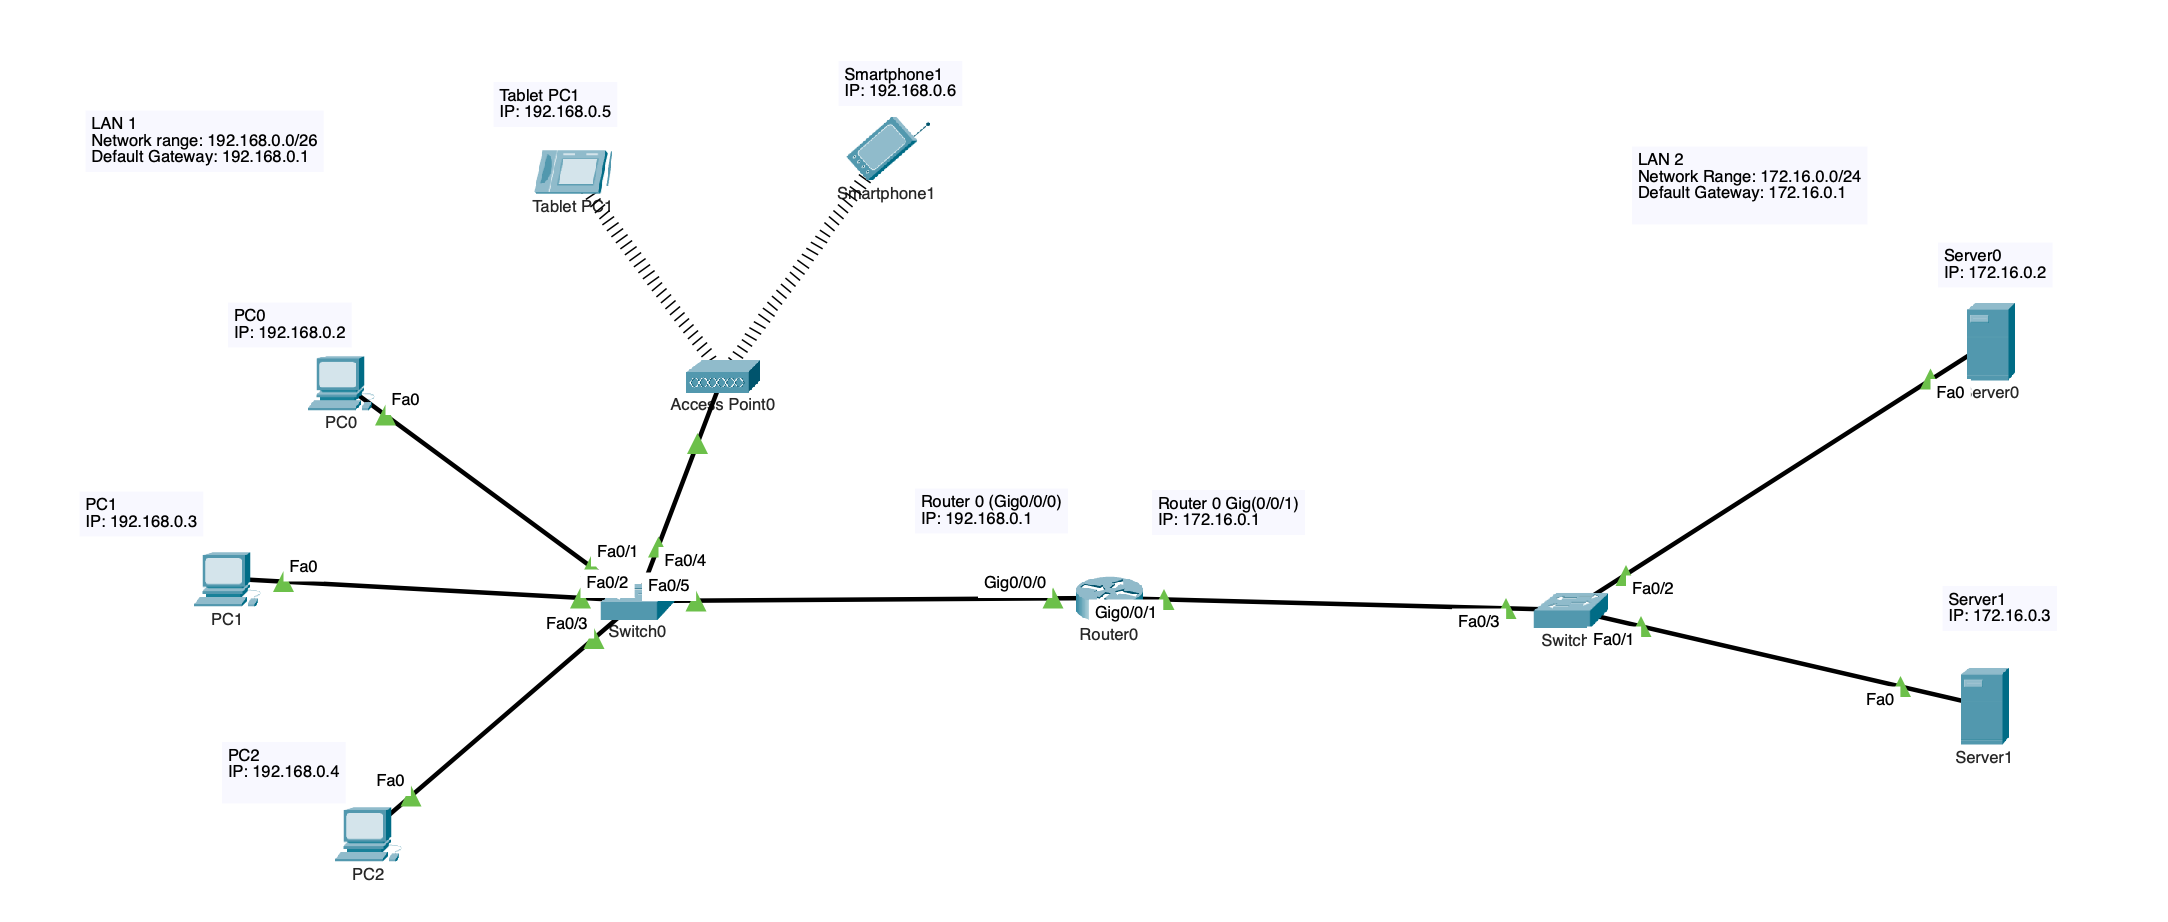 Smartphone1
IP: 192.168.0.6
Tablet PC1
IP: 192.168.0.5
LAN 1
Network range: 192.168.0.0/26
Default Gateway: 192.168.0.1
LAN 2
Network Range: 172.16.0.0/24
Default Gateway: 172.16.0.1
Smartphone1
Tablet PC1
Server0
IP: 172.16.0.2
PC0
IP: 192.168.0.2
Fa0
erver0
Fa0
Access Point0
PC0
PC1
IP: 192.168.0.3
Router 0 (Gig0/0/0)
IP: 192.168.0.1
Router 0 Gig(0/0/1)
IP: 172.16.0.1
Fa0/1
Fa0/4
Fa0
Fa0/2
Fa0/5
Gig0/0/0
Fa0/2
Server1
IP: 172.16.0.3
Gig0/0/1
PC1
Fa0/3
Switch0
Router0
Fa0/3
Switch
Fa0/1
Fa0
Server1
PC2
IP: 192.168.0.4
Fa0
PC2